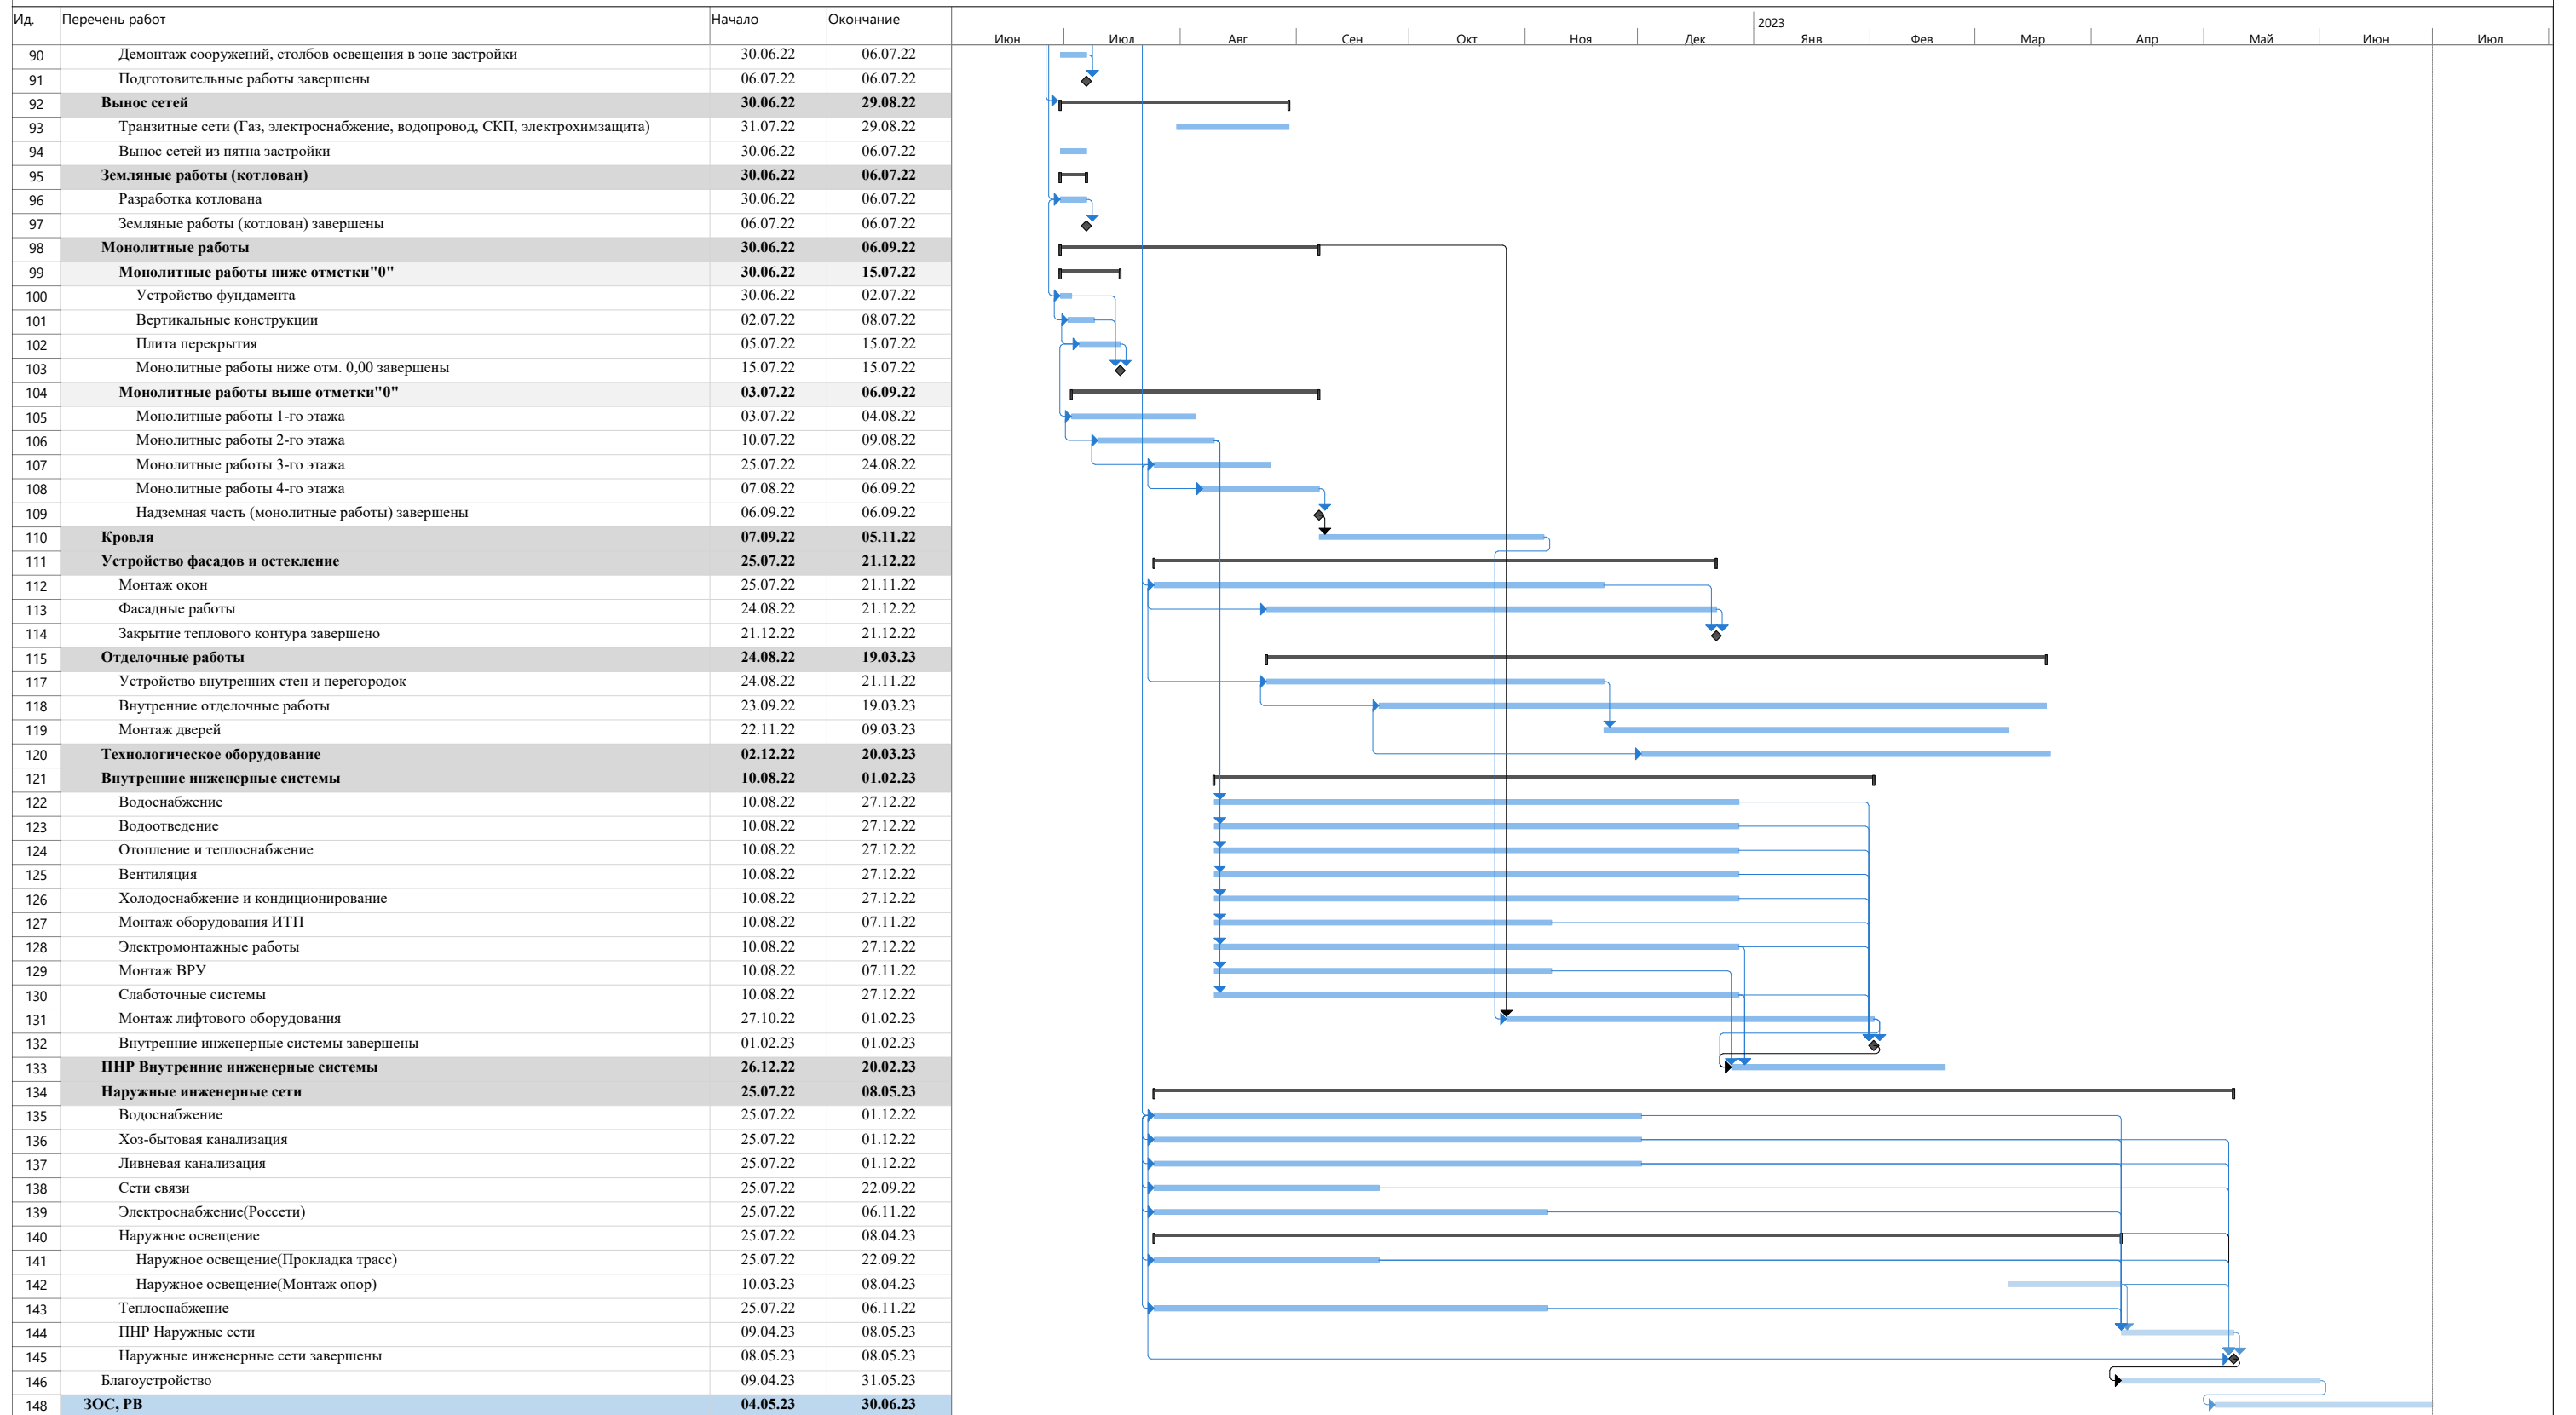 Ид. Перечень работ Начало Окончание 2023
Июн Июл Авг Сен Окт Ноя Дек Янв Фев Мар Апр Май Июн Июл
90 Демонтаж сооружений, столбов освещения в зоне застройки 30.06.22 06.07.22
91 Подготовительные работы завершены 06.07.22 06.07.22
92 Вынос сетей 30.06.22 29.08.22
93 Транзитные сети (Газ, электроснабжение, водопровод, СКП, электрохимзащита) 31.07.22 29.08.22
94 Вынос сетей из пятна застройки 30.06.22 06.07.22
95 Земляные работы (котлован) 30.06.22 06.07.22
96 Разработка котлована 30.06.22 06.07.22
97 Земляные работы (котлован) завершены 06.07.22 06.07.22
98 Монолитные работы 30.06.22 06.09.22
99 Монолитные работы ниже отметки"0" 30.06.22 15.07.22
100 Устройство фундамента 30.06.22 02.07.22
101 Вертикальные конструкции 02.07.22 08.07.22
102 Плита перекрытия 05.07.22 15.07.22
103 Монолитные работы ниже отм. 0,00 завершены 15.07.22 15.07.22
104 Монолитные работы выше отметки"0" 03.07.22 06.09.22
105 Монолитные работы 1-го этажа 03.07.22 04.08.22
106 Монолитные работы 2-го этажа 10.07.22 09.08.22
107 Монолитные работы 3-го этажа 25.07.22 24.08.22
108 Монолитные работы 4-го этажа 07.08.22 06.09.22
109 Надземная часть (монолитные работы) завершены 06.09.22 06.09.22
110 Кровля 07.09.22 05.11.22
111 Устройство фасадов и остекление 25.07.22 21.12.22
112 Монтаж окон 25.07.22 21.11.22
113 Фасадные работы 24.08.22 21.12.22
114 Закрытие теплового контура завершено 21.12.22 21.12.22
115 Отделочные работы 24.08.22 19.03.23
117 Устройство внутренних стен и перегородок 24.08.22 21.11.22
118 Внутренние отделочные работы 23.09.22 19.03.23
119 Монтаж дверей 22.11.22 09.03.23
120 Технологическое оборудование 02.12.22 20.03.23
121 Внутренние инженерные системы 10.08.22 01.02.23
122 Водоснабжение 10.08.22 27.12.22
123 Водоотведение 10.08.22 27.12.22
124 Отопление и теплоснабжение 10.08.22 27.12.22
125 Вентиляция 10.08.22 27.12.22
126 Холодоснабжение и кондиционирование 10.08.22 27.12.22
127 Монтаж оборудования ИТП 10.08.22 07.11.22
128 Электромонтажные работы 10.08.22 27.12.22
129 Монтаж ВРУ 10.08.22 07.11.22
130 Слаботочные системы 10.08.22 27.12.22
131 Монтаж лифтового оборудования 27.10.22 01.02.23
132 Внутренние инженерные системы завершены 01.02.23 01.02.23
133 ПНР Внутренние инженерные системы 26.12.22 20.02.23
134 Наружные инженерные сети 25.07.22 08.05.23
135 Водоснабжение 25.07.22 01.12.22
136 Хоз-бытовая канализация 25.07.22 01.12.22
137 Ливневая канализация 25.07.22 01.12.22
138 Сети связи 25.07.22 22.09.22
139 Электроснабжение(Россети) 25.07.22 06.11.22
140 Наружное освещение 25.07.22 08.04.23
141 Наружное освещение(Прокладка трасс) 25.07.22 22.09.22
142 Наружное освещение(Монтаж опор) 10.03.23 08.04.23
143 Теплоснабжение 25.07.22 06.11.22
144 ПНР Наружные сети 09.04.23 08.05.23
145 Наружные инженерные сети завершены 08.05.23 08.05.23
146 Благоустройство 09.04.23 31.05.23
148 ЗОС, РВ 04.05.23 30.06.23